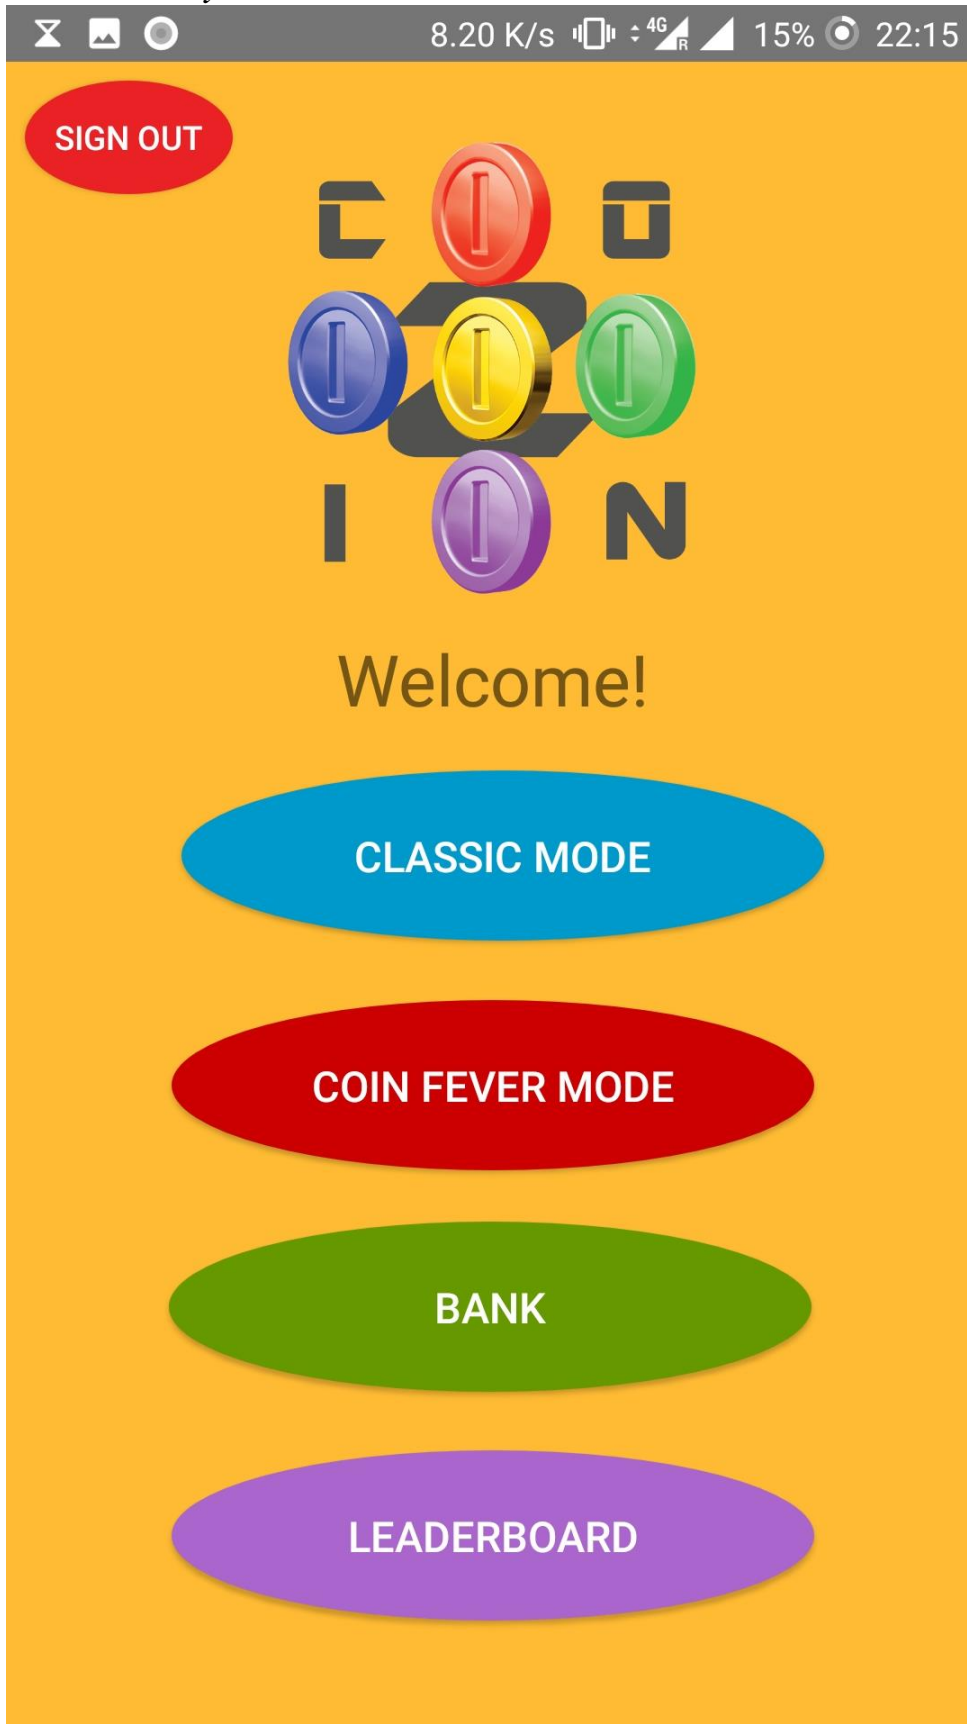 8.20 K/s 4G R 15% 22:15
SIGN OUT
C O
Z
I N
Welcome!
CLASSIC MODE
COIN FEVER MODE
BANK
LEADERBOARD